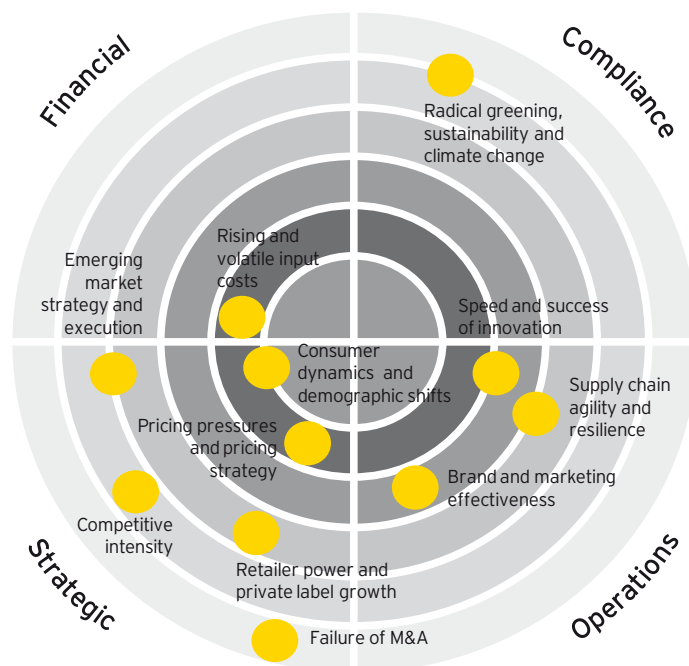 Financial
Compliance
Radical greening,
sustainability and
climate change
Rising and
volatile input
costs
Emerging
market
strategy and
execution
Speed and success
of innovation
Consumer
dynamics and
demographic shifts
Supply chain
agility and
resilience
Pricing pressures
and pricing
strategy
Brand and marketing
effectiveness
Competitive
intensity
Retailer power and
private label growth
Strategic
Operations
Failure of M&A